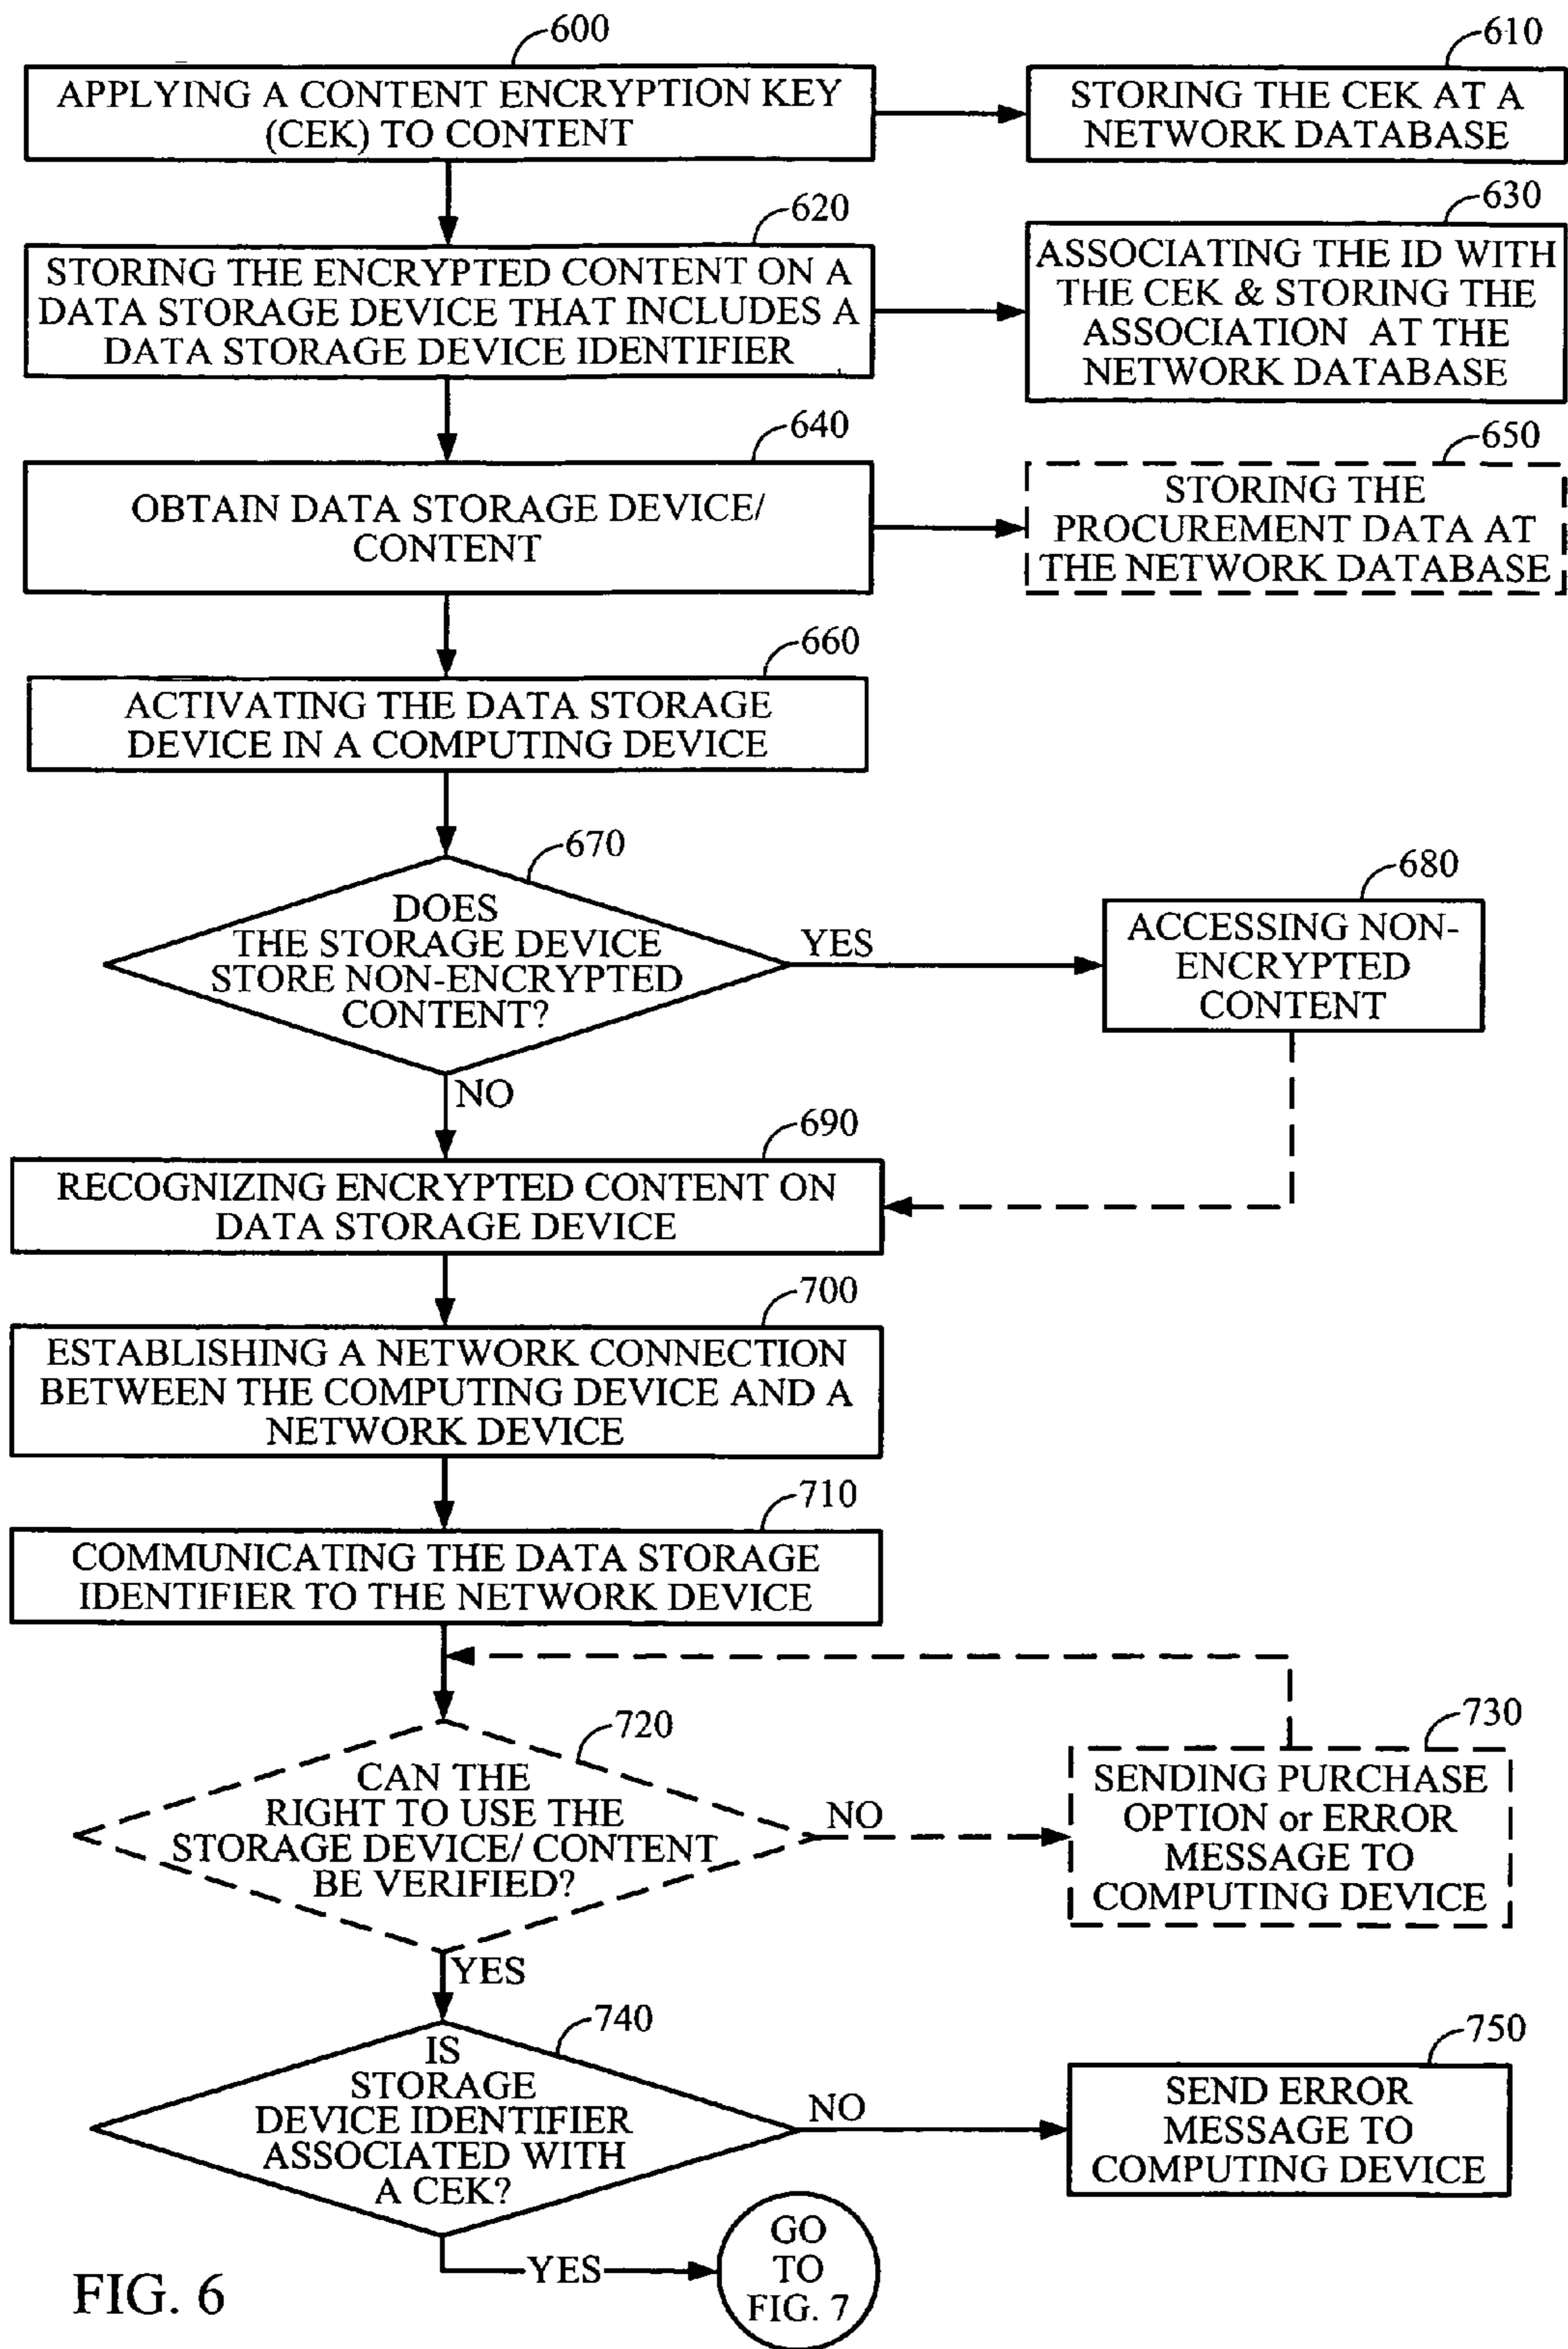 600
APPLYING A CONTENT ENCRYPTION KEY
(CEK) TO CONTENT
610
STORING THE CEK AT A
NETWORK DATABASE
620
STORING THE ENCRYPTED CONTENT ON A
DATA STORAGE DEVICE THAT INCLUDES A
DATA STORAGE DEVICE IDENTIFIER
630
ASSOCIATING THE ID WITH
THE CEK & STORING THE
ASSOCIATION AT THE
NETWORK DATABASE
640
OBTAIN DATA STORAGE DEVICE/
CONTENT
650
STORING THE
PROCUREMENT DATA AT
THE NETWORK DATABASE
660
ACTIVATING THE DATA STORAGE
DEVICE IN A COMPUTING DEVICE
670
DOES
THE STORAGE DEVICE
STORE NON-ENCRYPTED
CONTENT?
YES
680
ACCESSING NON-
ENCRYPTED
CONTENT
NO
690
RECOGNIZING ENCRYPTED CONTENT ON
DATA STORAGE DEVICE
700
ESTABLISHING A NETWORK CONNECTION
BETWEEN THE COMPUTING DEVICE AND A
NETWORK DEVICE
710
COMMUNICATING THE DATA STORAGE
IDENTIFIER TO THE NETWORK DEVICE
720
CAN THE
RIGHT TO USE THE
STORAGE DEVICE/ CONTENT
BE VERIFIED?
NO
730
SENDING PURCHASE
OPTION or ERROR
MESSAGE TO
COMPUTING DEVICE
YES
740
IS
STORAGE
DEVICE IDENTIFIER
ASSOCIATED WITH
A CEK?
NO
750
SEND ERROR
MESSAGE TO
COMPUTING DEVICE
YES
GO
TO
FIG. 7
FIG. 6